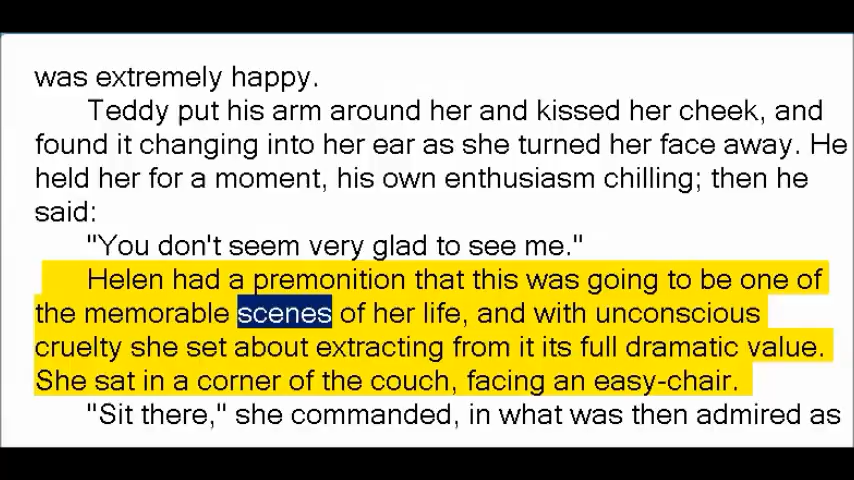 was extremely happy.
Teddy put his arm around her and kissed her cheek, and
found it changing into her ear as she turned her face away. He
held her for a moment, his own enthusiasm chilling; then he
said:
"You don't seem very glad to see me."
Helen had a premonition that this was going to be one of
the memorable scenes of her life, and with unconscious
cruelty she set about extracting from it its full dramatic value.
She sat in a corner of the couch, facing an easy-chair.
"Sit there," she commanded, in what was then admired as